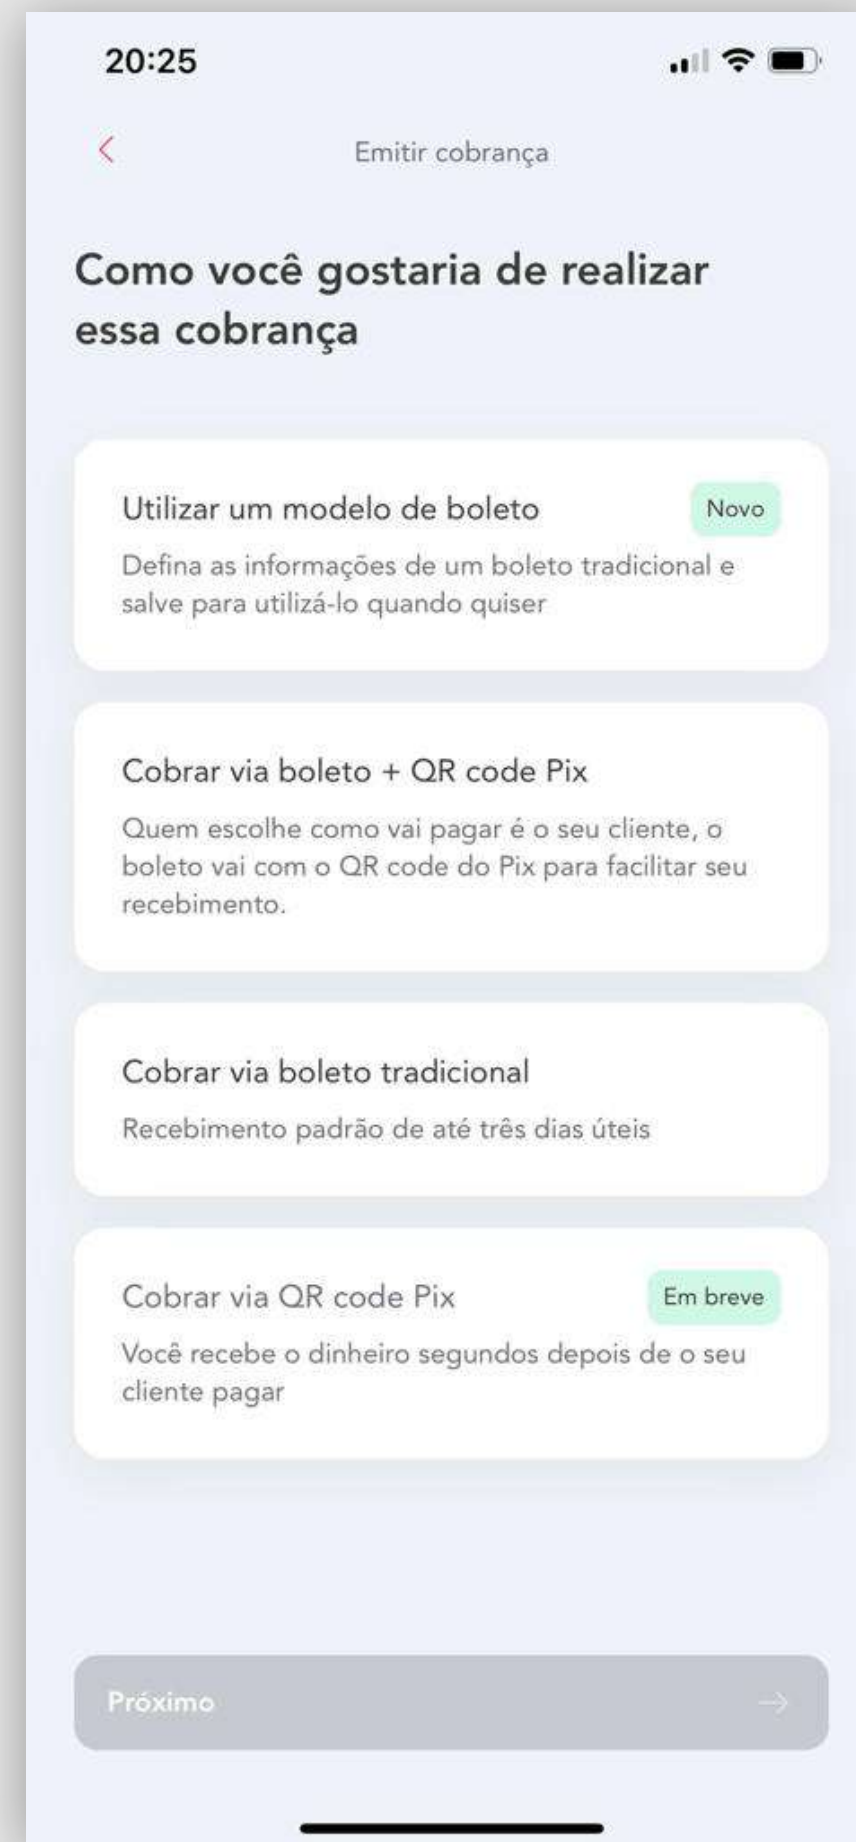 20:25
Emitir cobrança
Como você gostaria de realizar
essa cobrança
Utilizar um modelo de boleto
Novo
Defina as informações de um boleto tradicional e
salve para utilizá-lo quando quiser
Cobrar via boleto + QR code Pix
Quem escolhe como vai pagar é o seu cliente, o
boleto vai com o QR code do Pix para facilitar seu
recebimento.
Cobrar via boleto tradicional
Recebimento padrão de até três dias úteis
Cobrar via QR code Pix
Em breve
Você recebe o dinheiro segundos depois de o seu
cliente pagar
Próximo